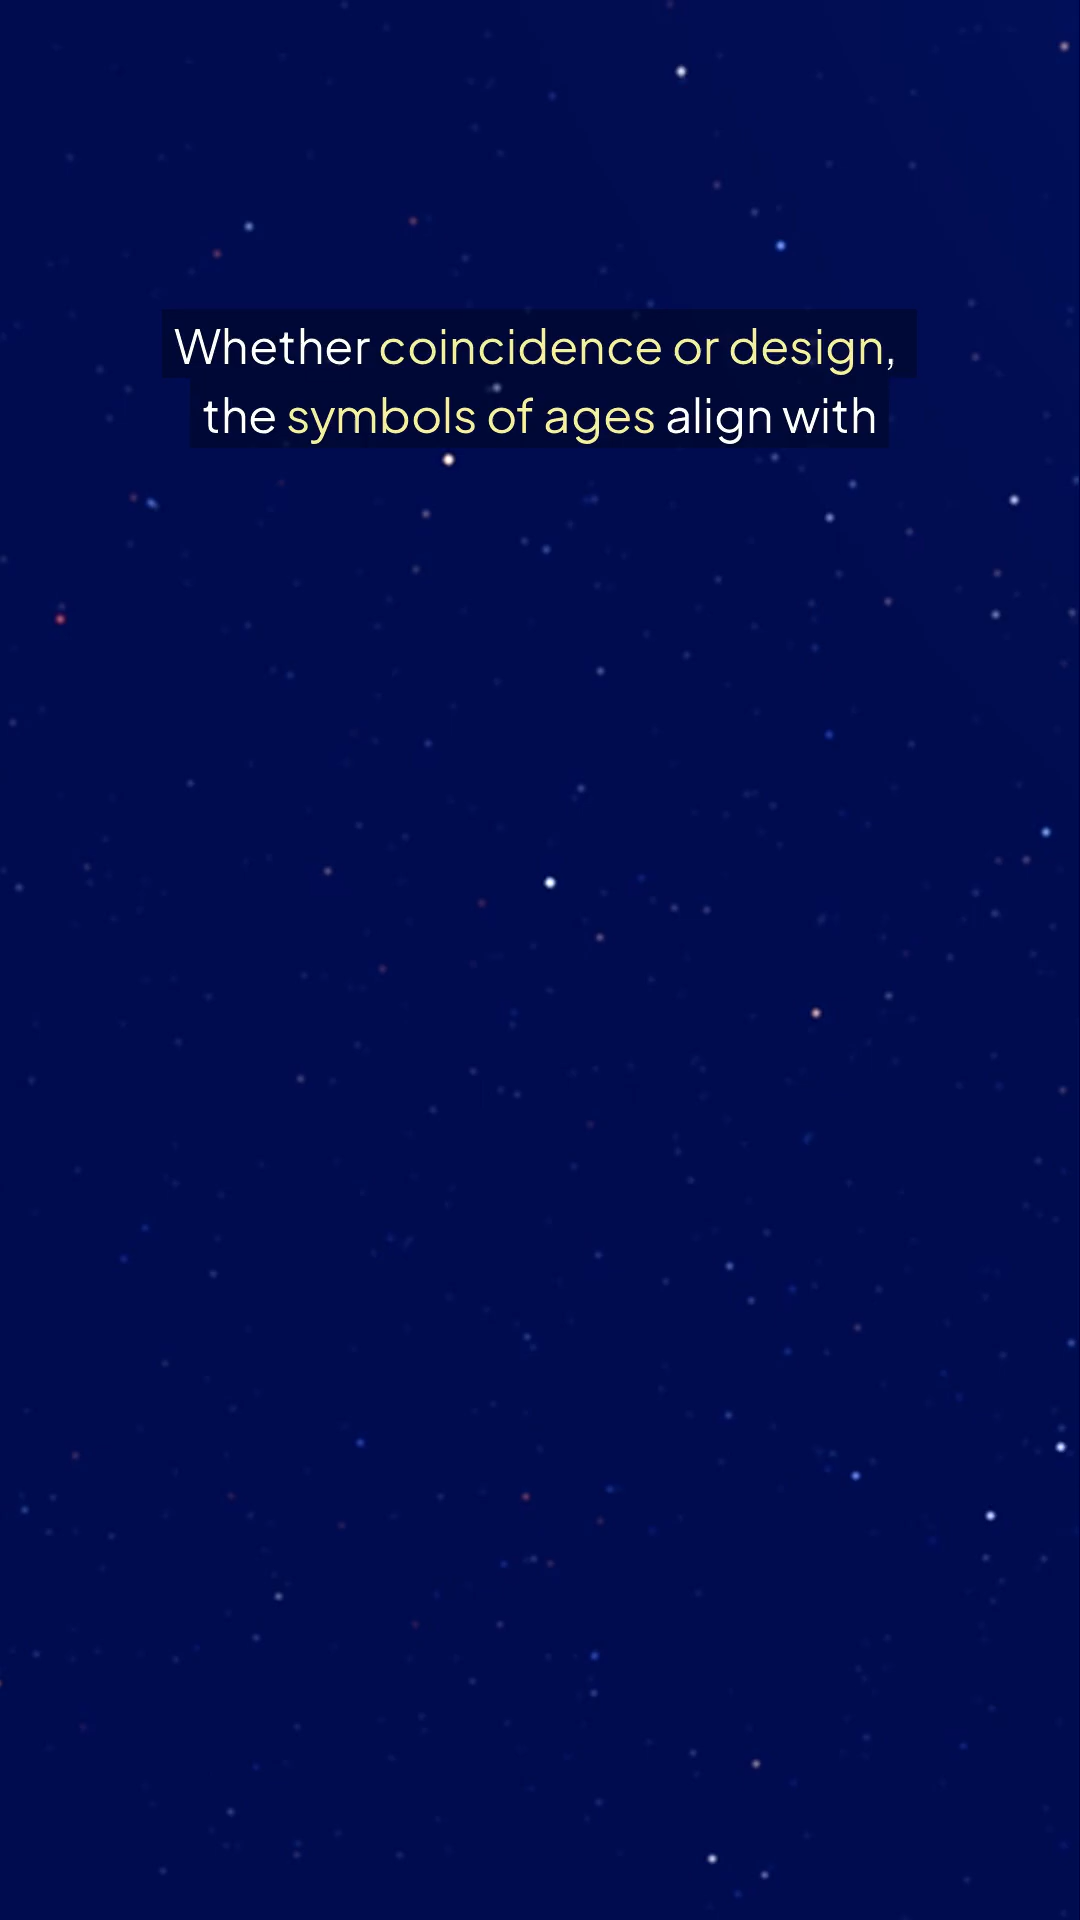 Whether coincidence or design,
the symbols of ages align with